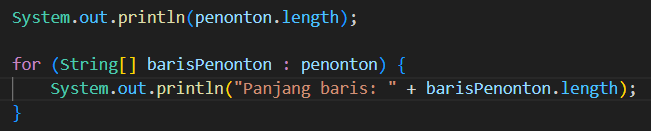 System.out.println(penonton.length);
for (String[] barisPenonton : penonton) {
    System.out.println("Panjang baris: " + barisPenonton.length);
}